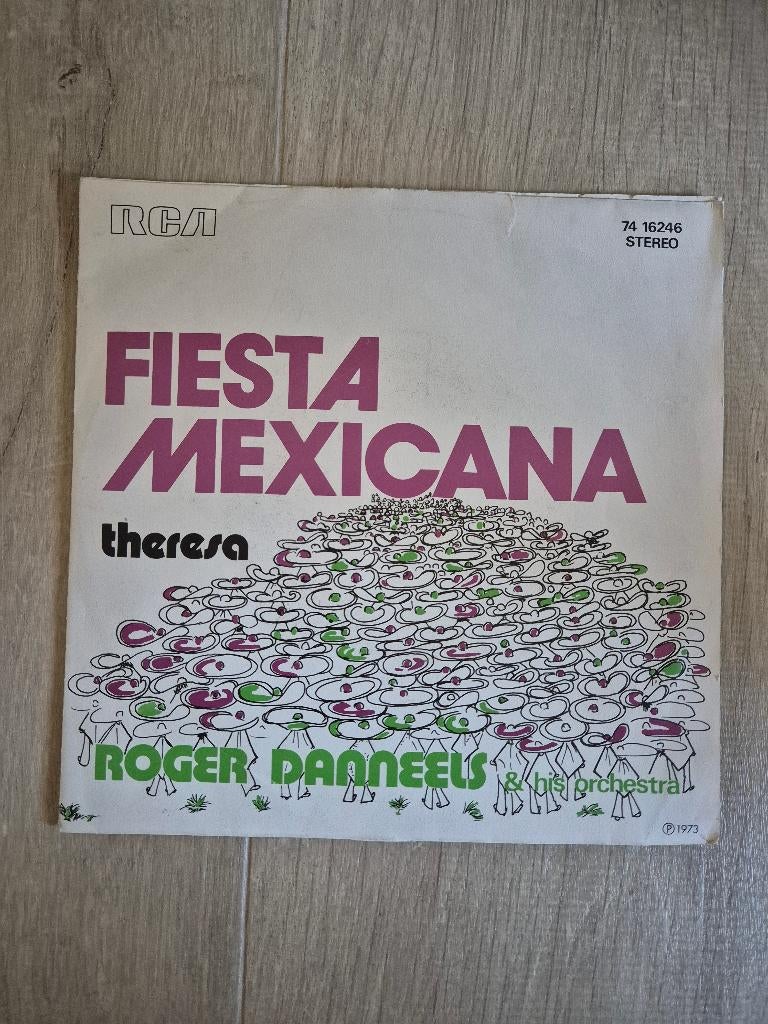 RCA
74 16246
STEREO
FIESTA
MEXICANA
theresa
ROGER DANNEELS & his orchestra
℗ 1973